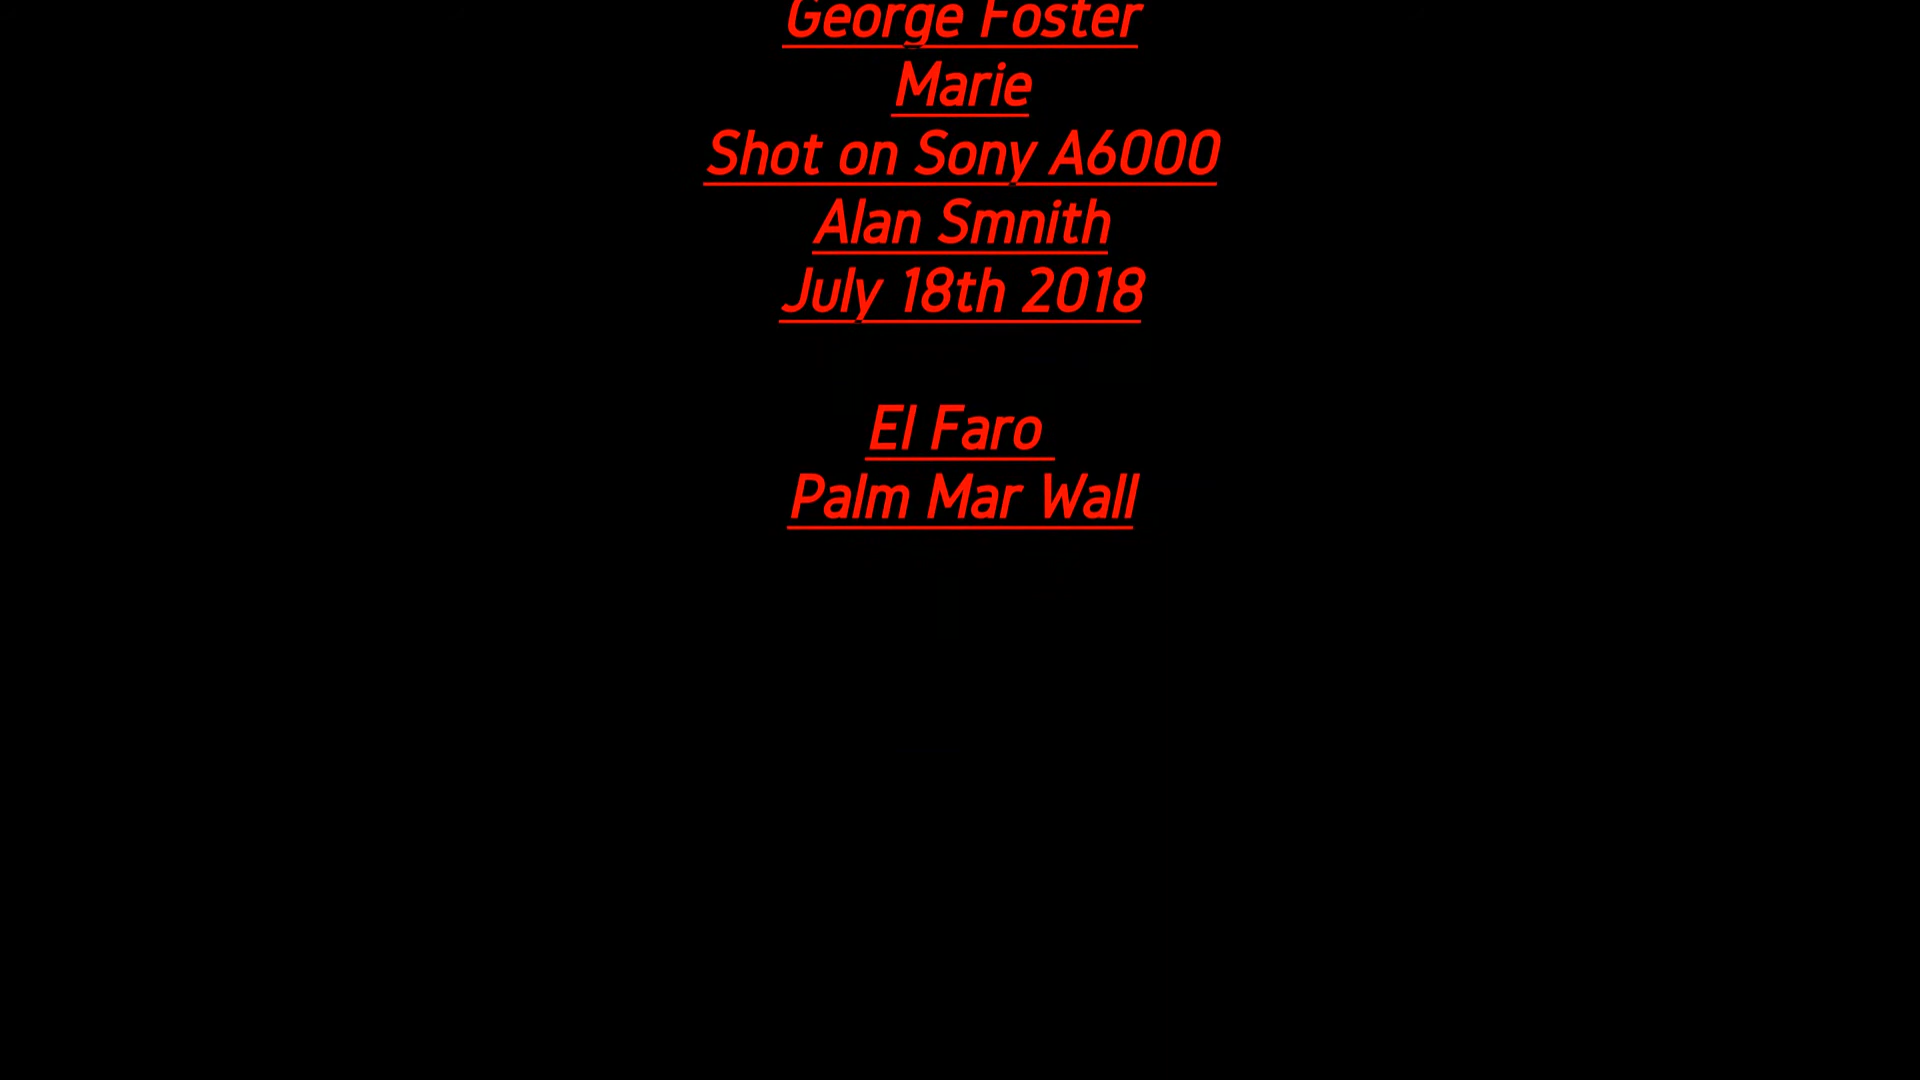 George Foster
Marie
Shot on Sony A6000
Alan Smnith
July 18th 2018
El Faro
Palm Mar Wall